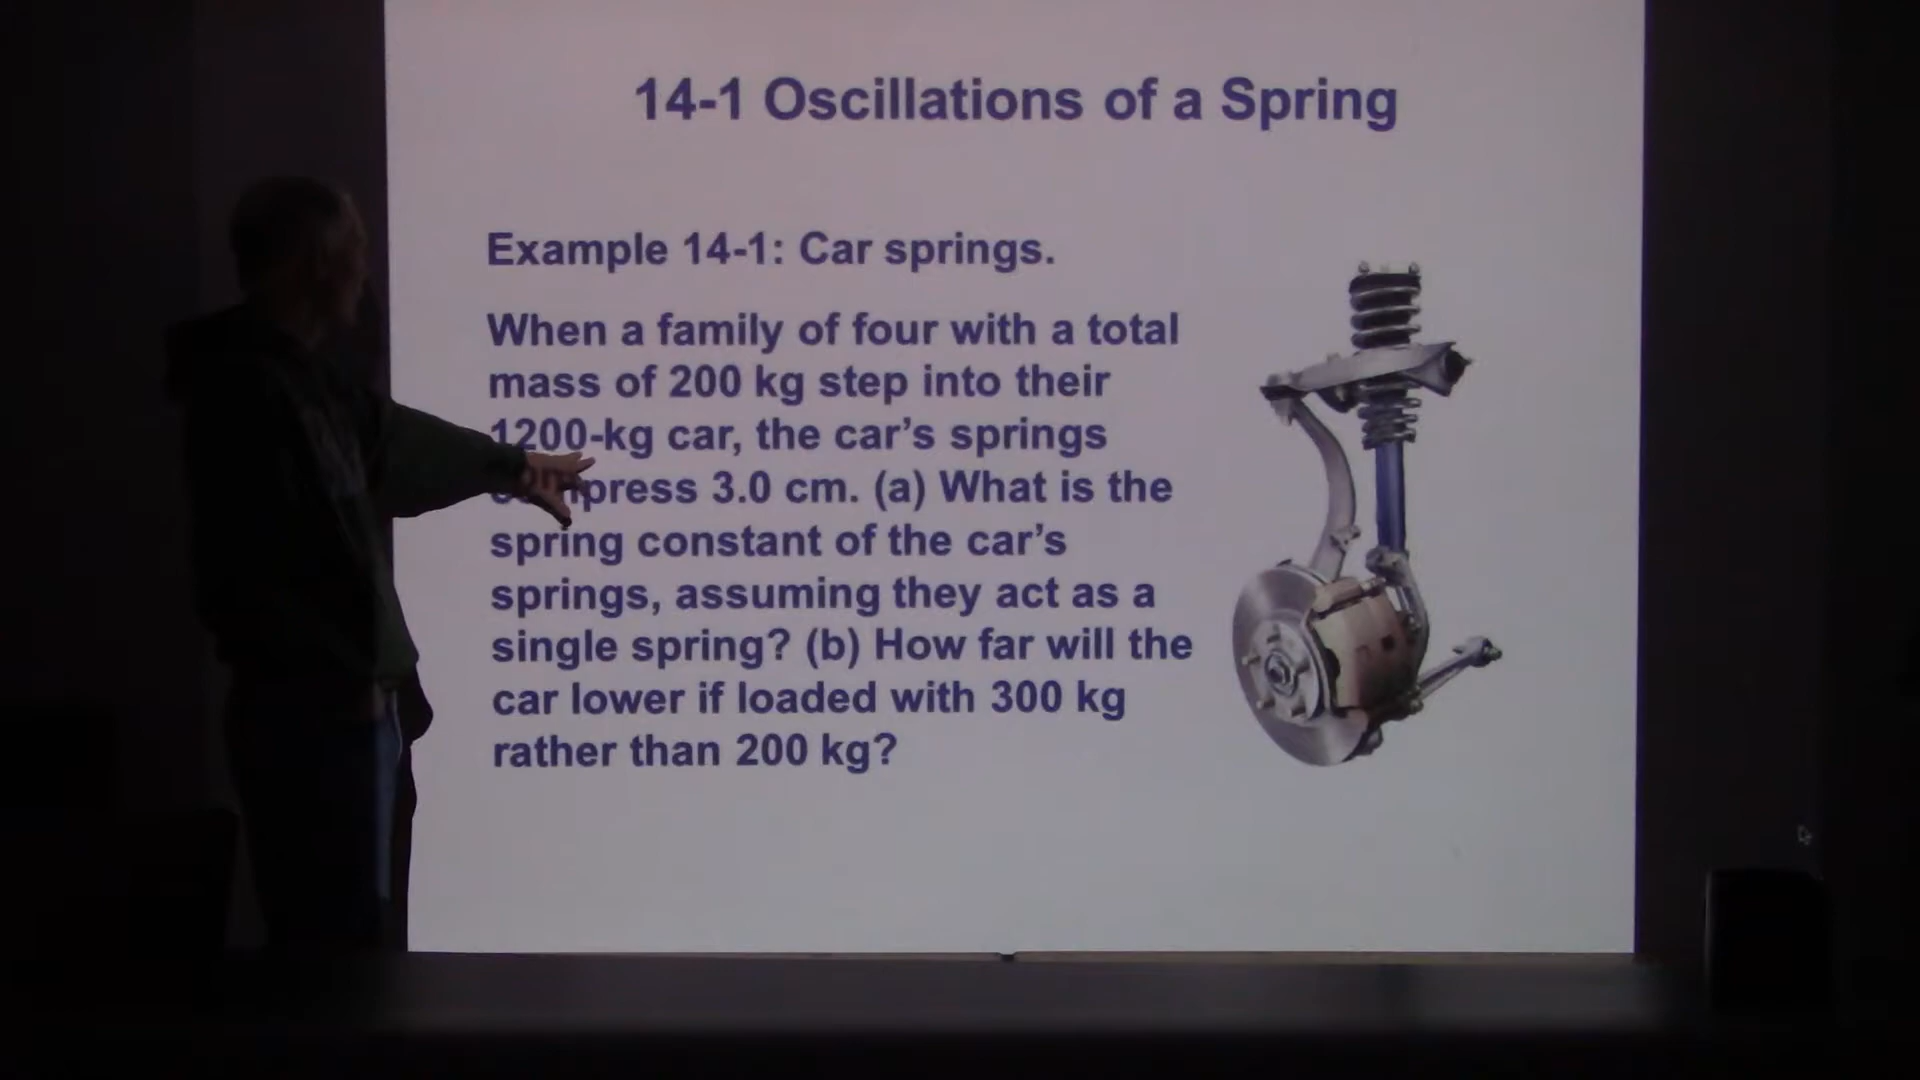 14-1 Oscillations of a Spring
Example 14-1: Car springs.
When a family of four with a total
mass of 200 kg step into their
1200-kg car, the car's springs
compress 3.0 cm. (a) What is the
spring constant of the car's
springs, assuming they act as a
single spring? (b) How far will the
car lower if loaded with 300 kg
rather than 200 kg?